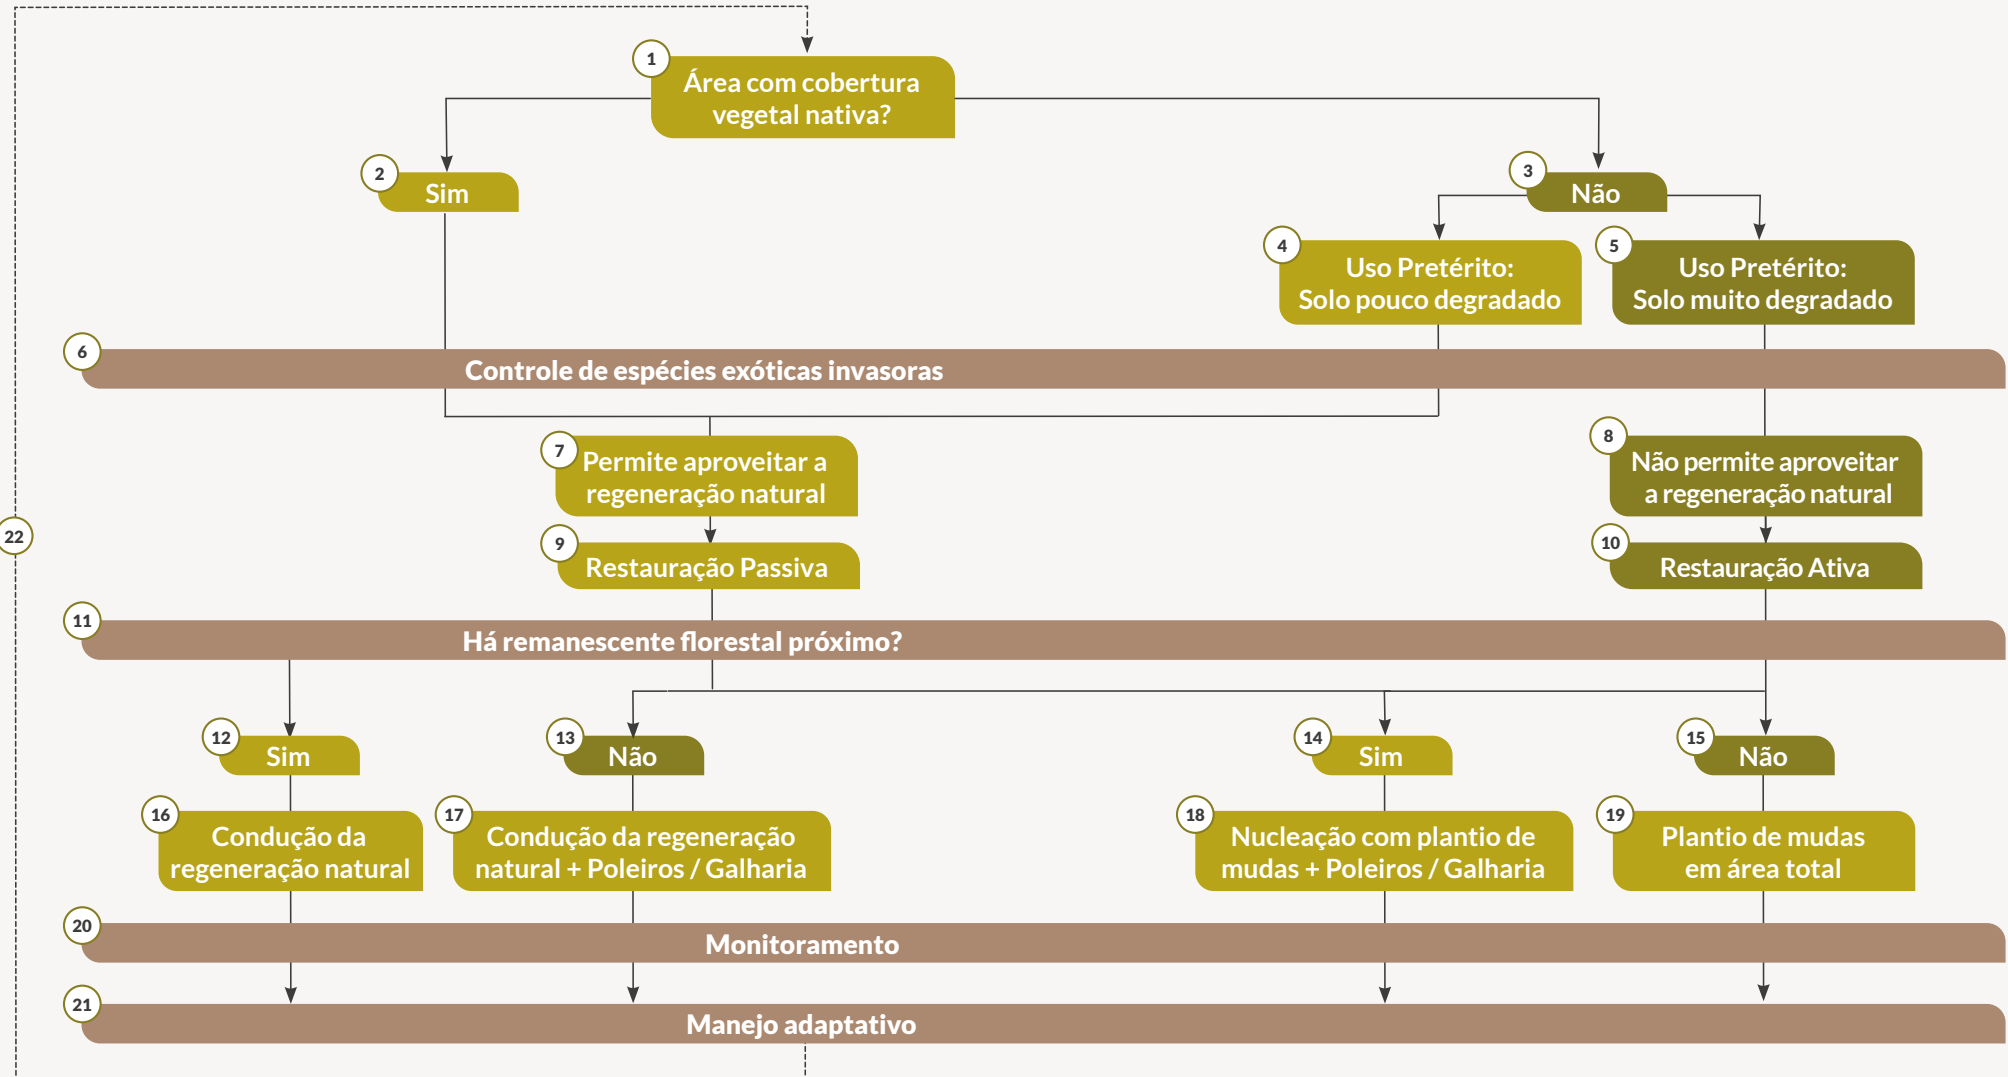 1
Área com cobertura
vegetal nativa?
2
Sim
3
Não
4
Uso Pretérito:
Solo pouco degradado
5
Uso Pretérito:
Solo muito degradado
6
Controle de espécies exóticas invasoras
7
Permite aproveitar a
regeneração natural
8
Não permite aproveitar
a regeneração natural
22
9
Restauração Passiva
10
Restauração Ativa
11
Há remanescente florestal próximo?
12
Sim
13
Não
14
Sim
15
Não
16
Condução da
regeneração natural
17
Condução da regeneração
natural + Poleiros / Galharia
18
Nucleação com plantio de
mudas + Poleiros / Galharia
19
Plantio de mudas
em área total
20
Monitoramento
21
Manejo adaptativo